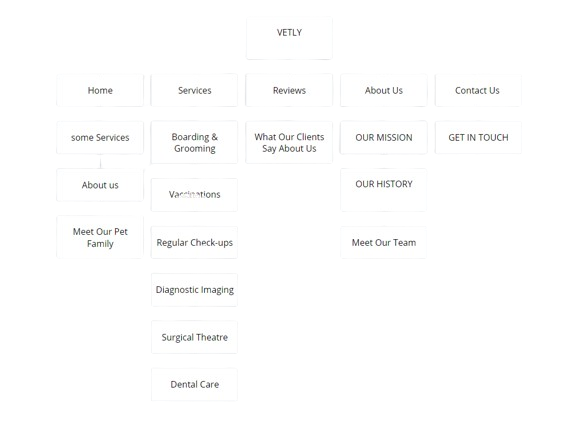 VETLY
Home
Services
Reviews
About Us
Contact Us
some Services
Boarding &
Grooming
What Our Clients
Say About Us
OUR MISSION
GET IN TOUCH
About us
Vaccinations
OUR HISTORY
Meet Our Pet
Family
Regular Check-ups
Meet Our Team
Diagnostic Imaging
Surgical Theatre
Dental Care